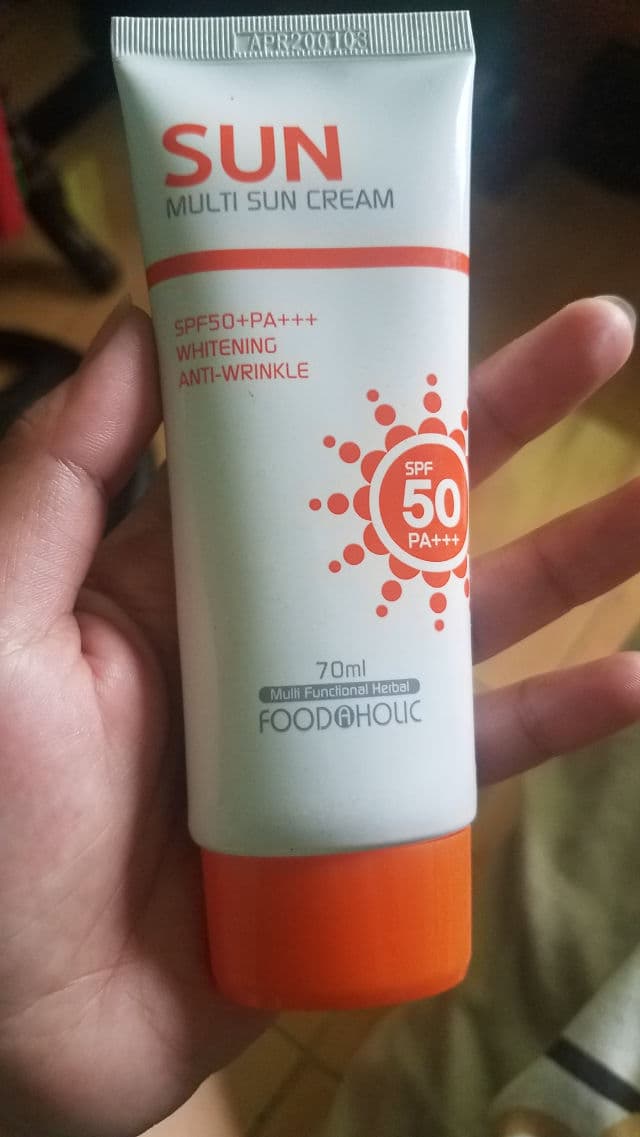 APR200103
SUN
MULTI SUN CREAM
SPF50+PA+++
WHITENING
ANTI-WRINKLE
SPF
50
PA+++
70ml
Multi Functional Herbal
FOODAHOLIC